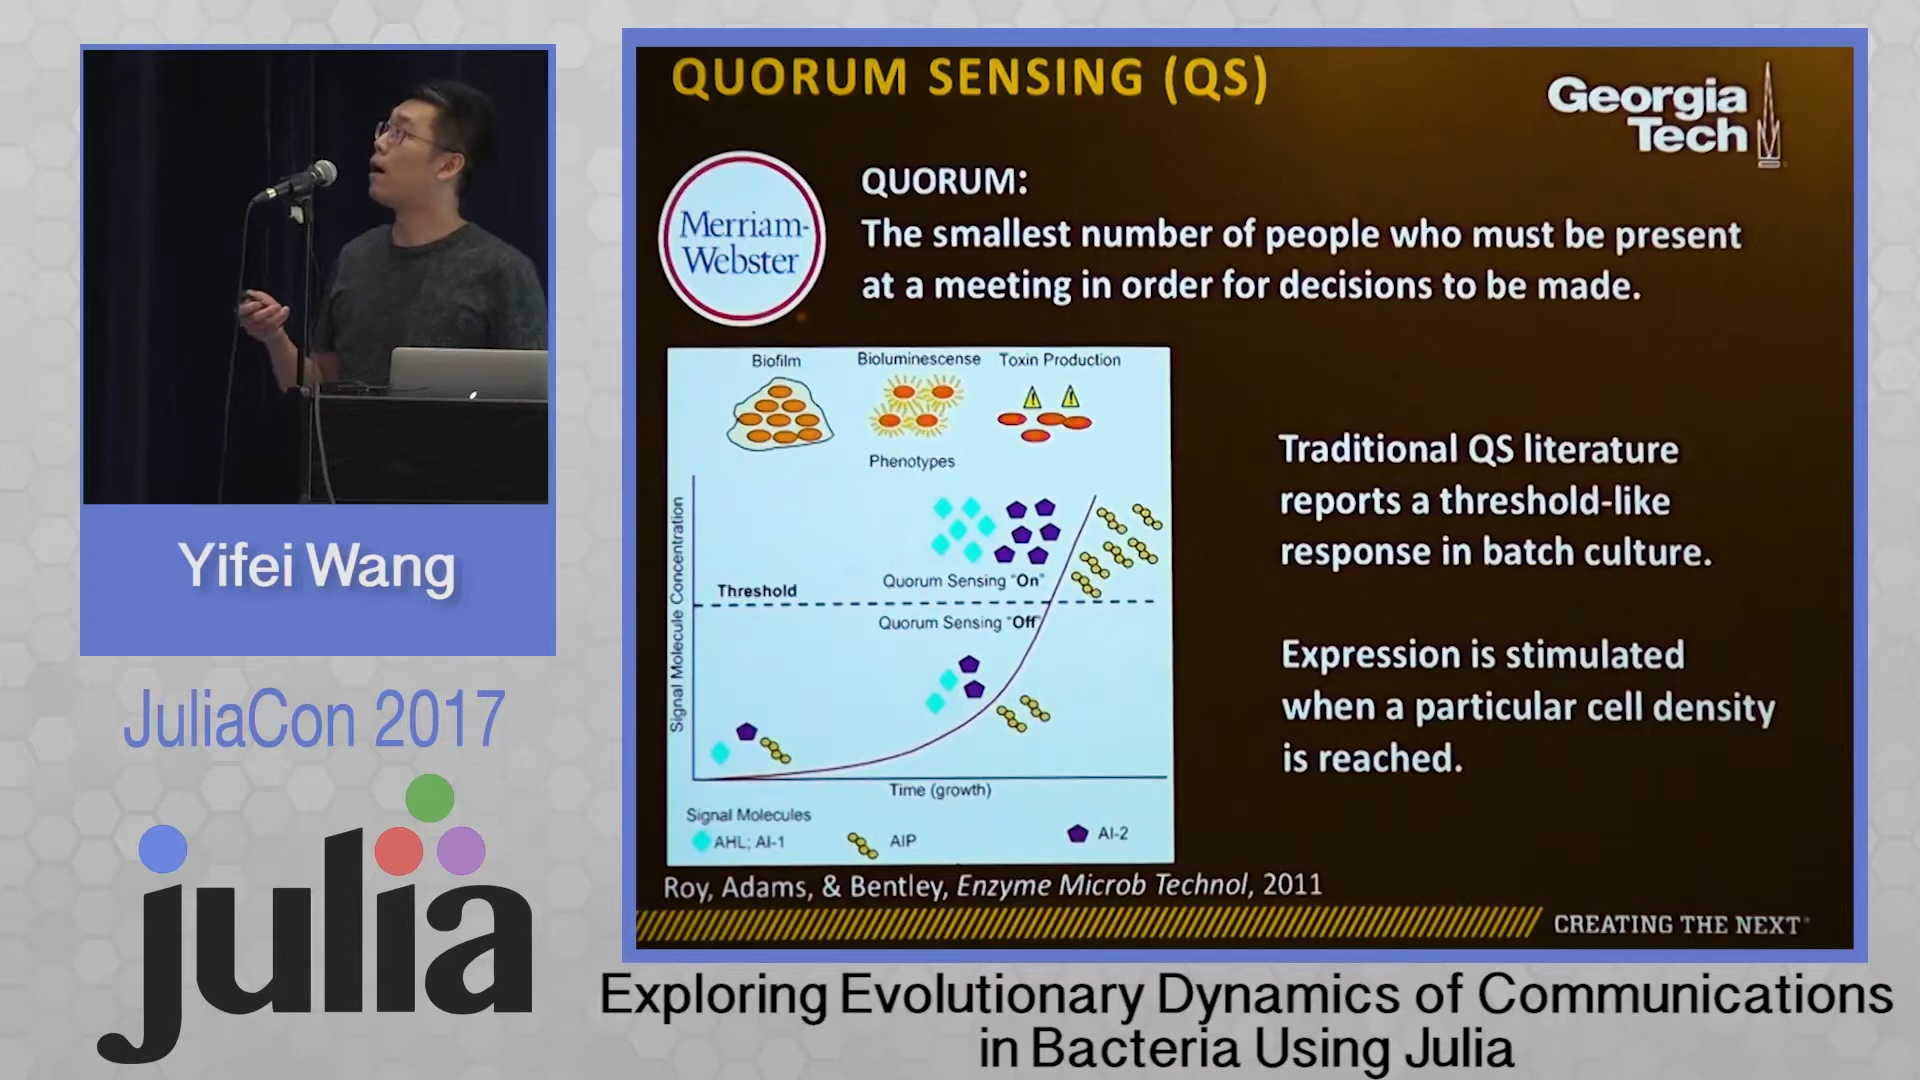 Yifei Wang
JuliaCon 2017
julia
QUORUM SENSING (QS)
Georgia
Tech
Merriam-
Webster
QUORUM:
The smallest number of people who must be present
at a meeting in order for decisions to be made.
Biofilm
Bioluminescense
Toxin Production
Phenotypes
Signal Molecule Concentration
Quorum Sensing "On"
Threshold
Quorum Sensing "Off"
Time (growth)
Signal Molecules
AHL; AI-1
AIP
AI-2
Traditional QS literature
reports a threshold-like
response in batch culture.
Expression is stimulated
when a particular cell density
is reached.
Roy, Adams, & Bentley, Enzyme Microb Technol, 2011
CREATING THE NEXT
Exploring Evolutionary Dynamics of Communications
in Bacteria Using Julia